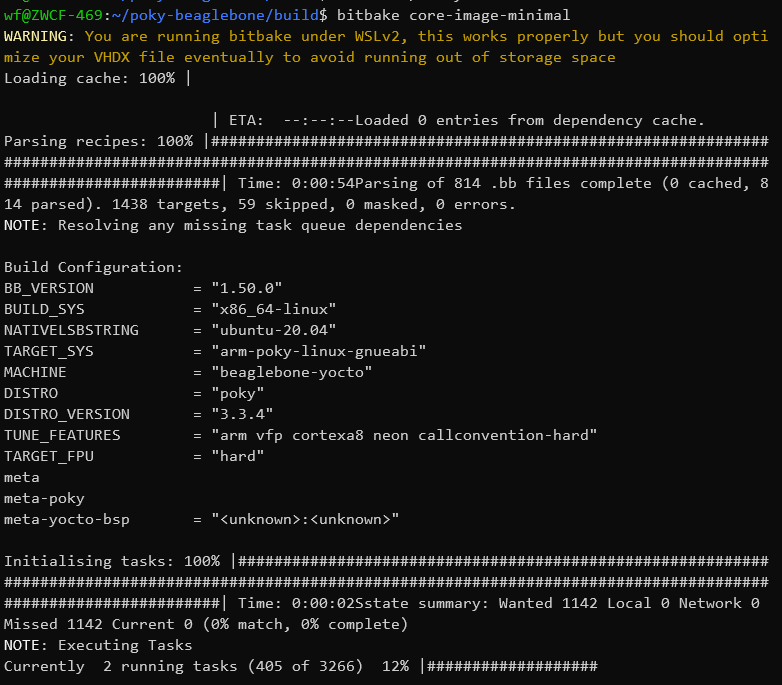 wf@ZWCF-469:~/poky-beaglebone/build$ bitbake core-image-minimal
WARNING: You are running bitbake under WSLv2, this works properly but you should opti
mize your VHDX file eventually to avoid running out of storage space
Loading cache: 100% |
| ETA:  --:--:--Loaded 0 entries from dependency cache.
Parsing recipes: 100% |##############################################################
#####################################################################################
########################| Time: 0:00:54Parsing of 814 .bb files complete (0 cached, 8
14 parsed). 1438 targets, 59 skipped, 0 masked, 0 errors.
NOTE: Resolving any missing task queue dependencies
Build Configuration:
BB_VERSION           = "1.50.0"
BUILD_SYS            = "x86_64-linux"
NATIVELSBSTRING      = "ubuntu-20.04"
TARGET_SYS           = "arm-poky-linux-gnueabi"
MACHINE              = "beaglebone-yocto"
DISTRO               = "poky"
DISTRO_VERSION       = "3.3.4"
TUNE_FEATURES        = "arm vfp cortexa8 neon callconvention-hard"
TARGET_FPU           = "hard"
meta
meta-poky
meta-yocto-bsp       = "<unknown>:<unknown>"
Initialising tasks: 100% |###########################################################
#####################################################################################
########################| Time: 0:00:02Sstate summary: Wanted 1142 Local 0 Network 0
Missed 1142 Current 0 (0% match, 0% complete)
NOTE: Executing Tasks
Currently  2 running tasks (405 of 3266)  12% |###################